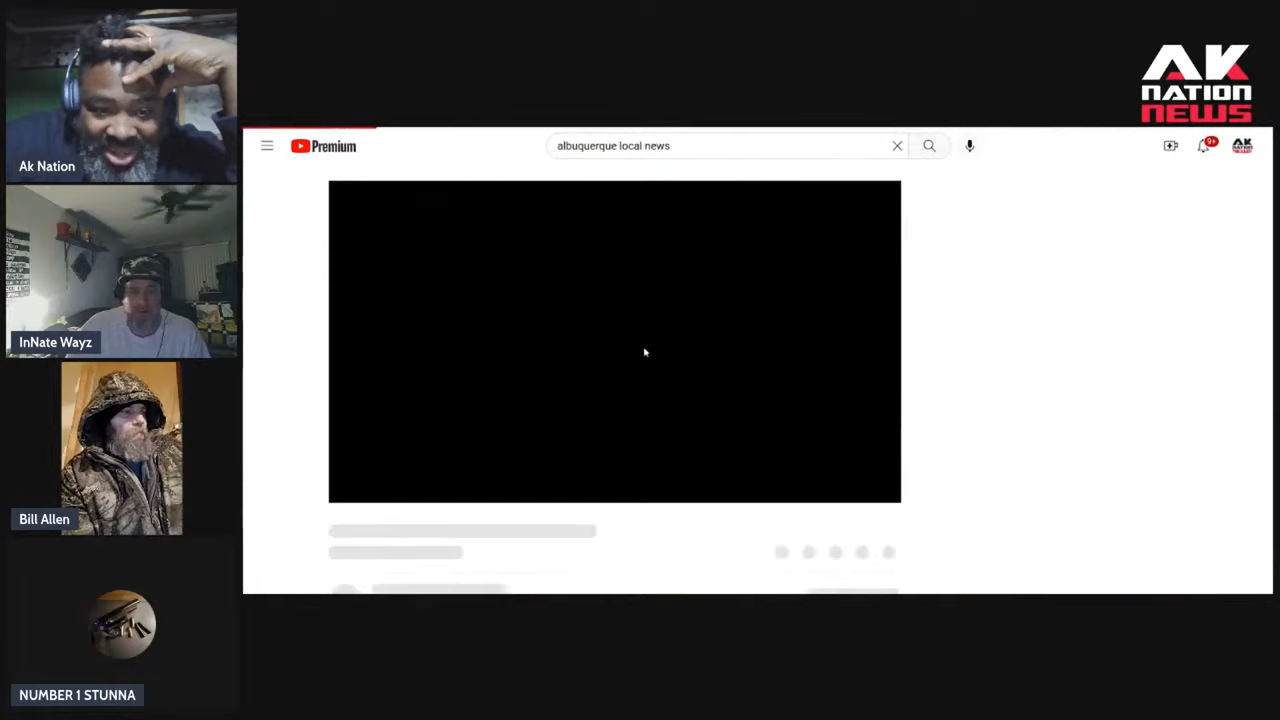 Ak Nation
InNate Wayz
Bill Allen
NUMBER 1 STUNNA
AK
NATION
NEWS
Premium
albuquerque local news
9+